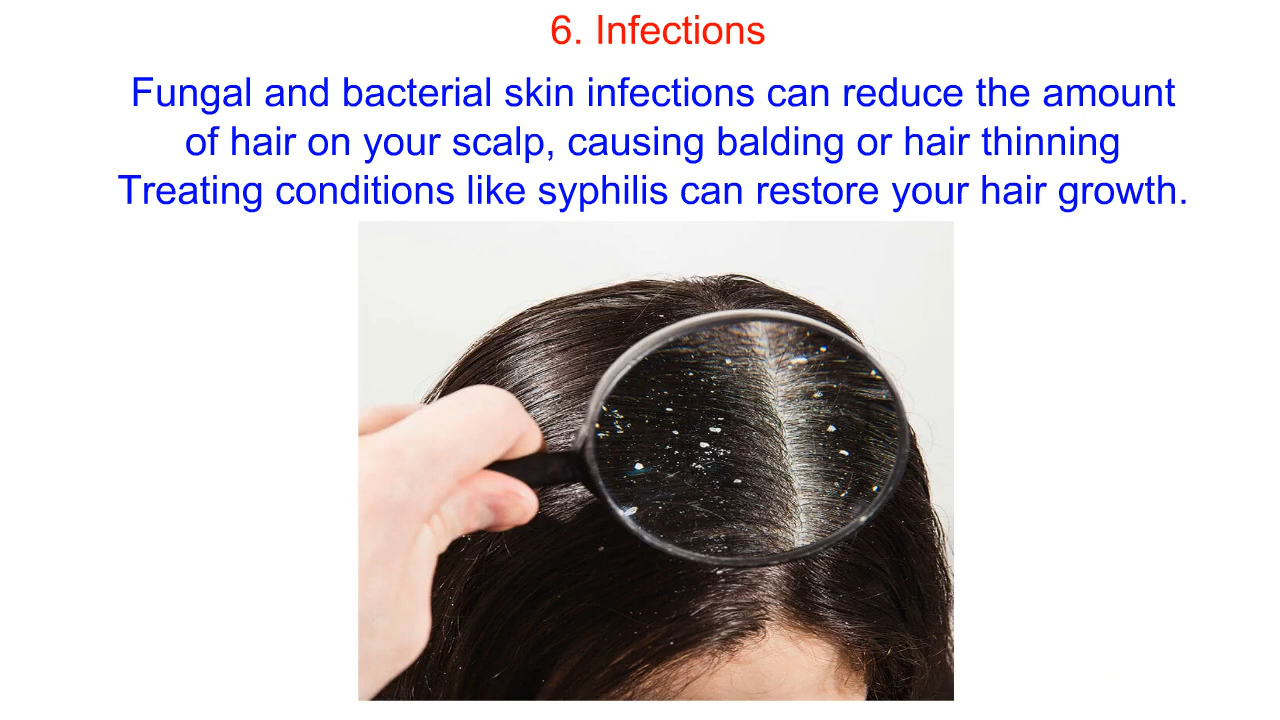 6. Infections
Fungal and bacterial skin infections can reduce the amount
of hair on your scalp, causing balding or hair thinning
Treating conditions like syphilis can restore your hair growth.